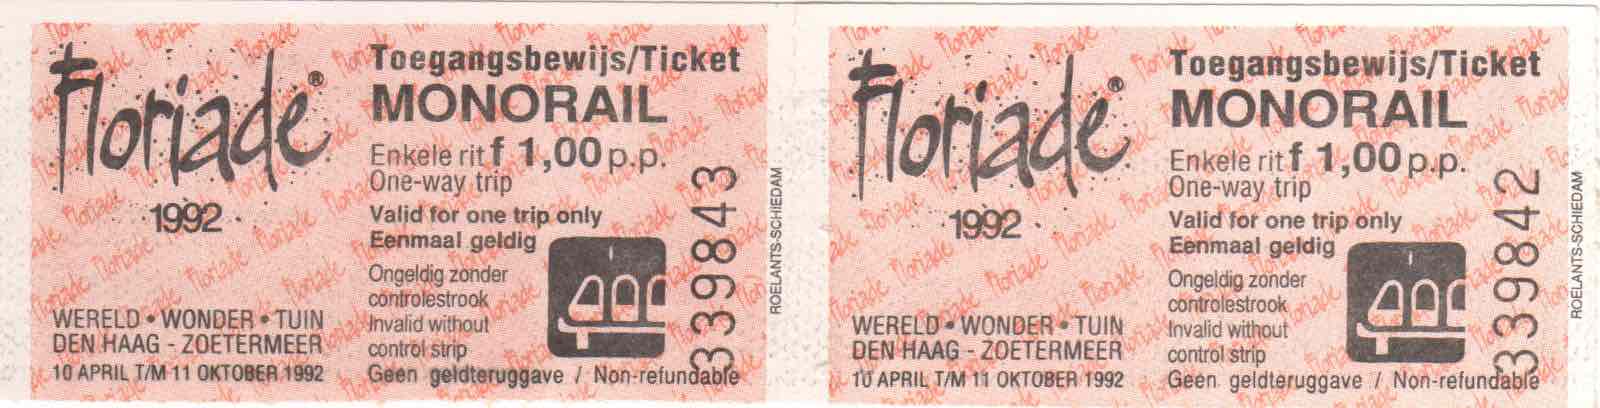 Floriade®
1992
WERELD • WONDER • TUIN
DEN HAAG - ZOETERMEER
10 APRIL T/M 11 OKTOBER 1992
Toegangsbewijs/Ticket
MONORAIL
Enkele rit f 1,00 p.p.
One-way trip
Valid for one trip only
Eenmaal geldig
Ongeldig zonder
controlestrook
Invalid without
control strip
Geen geldteruggave / Non-refundable
339843
ROELANTS-SCHIEDAM
Floriade®
1992
WERELD • WONDER • TUIN
DEN HAAG - ZOETERMEER
10 APRIL T/M 11 OKTOBER 1992
Toegangsbewijs/Ticket
MONORAIL
Enkele rit f 1,00 p.p.
One-way trip
Valid for one trip only
Eenmaal geldig
Ongeldig zonder
controlestrook
Invalid without
control strip
Geen geldteruggave / Non-refundable
339842
ROELANTS-SCHIEDAM